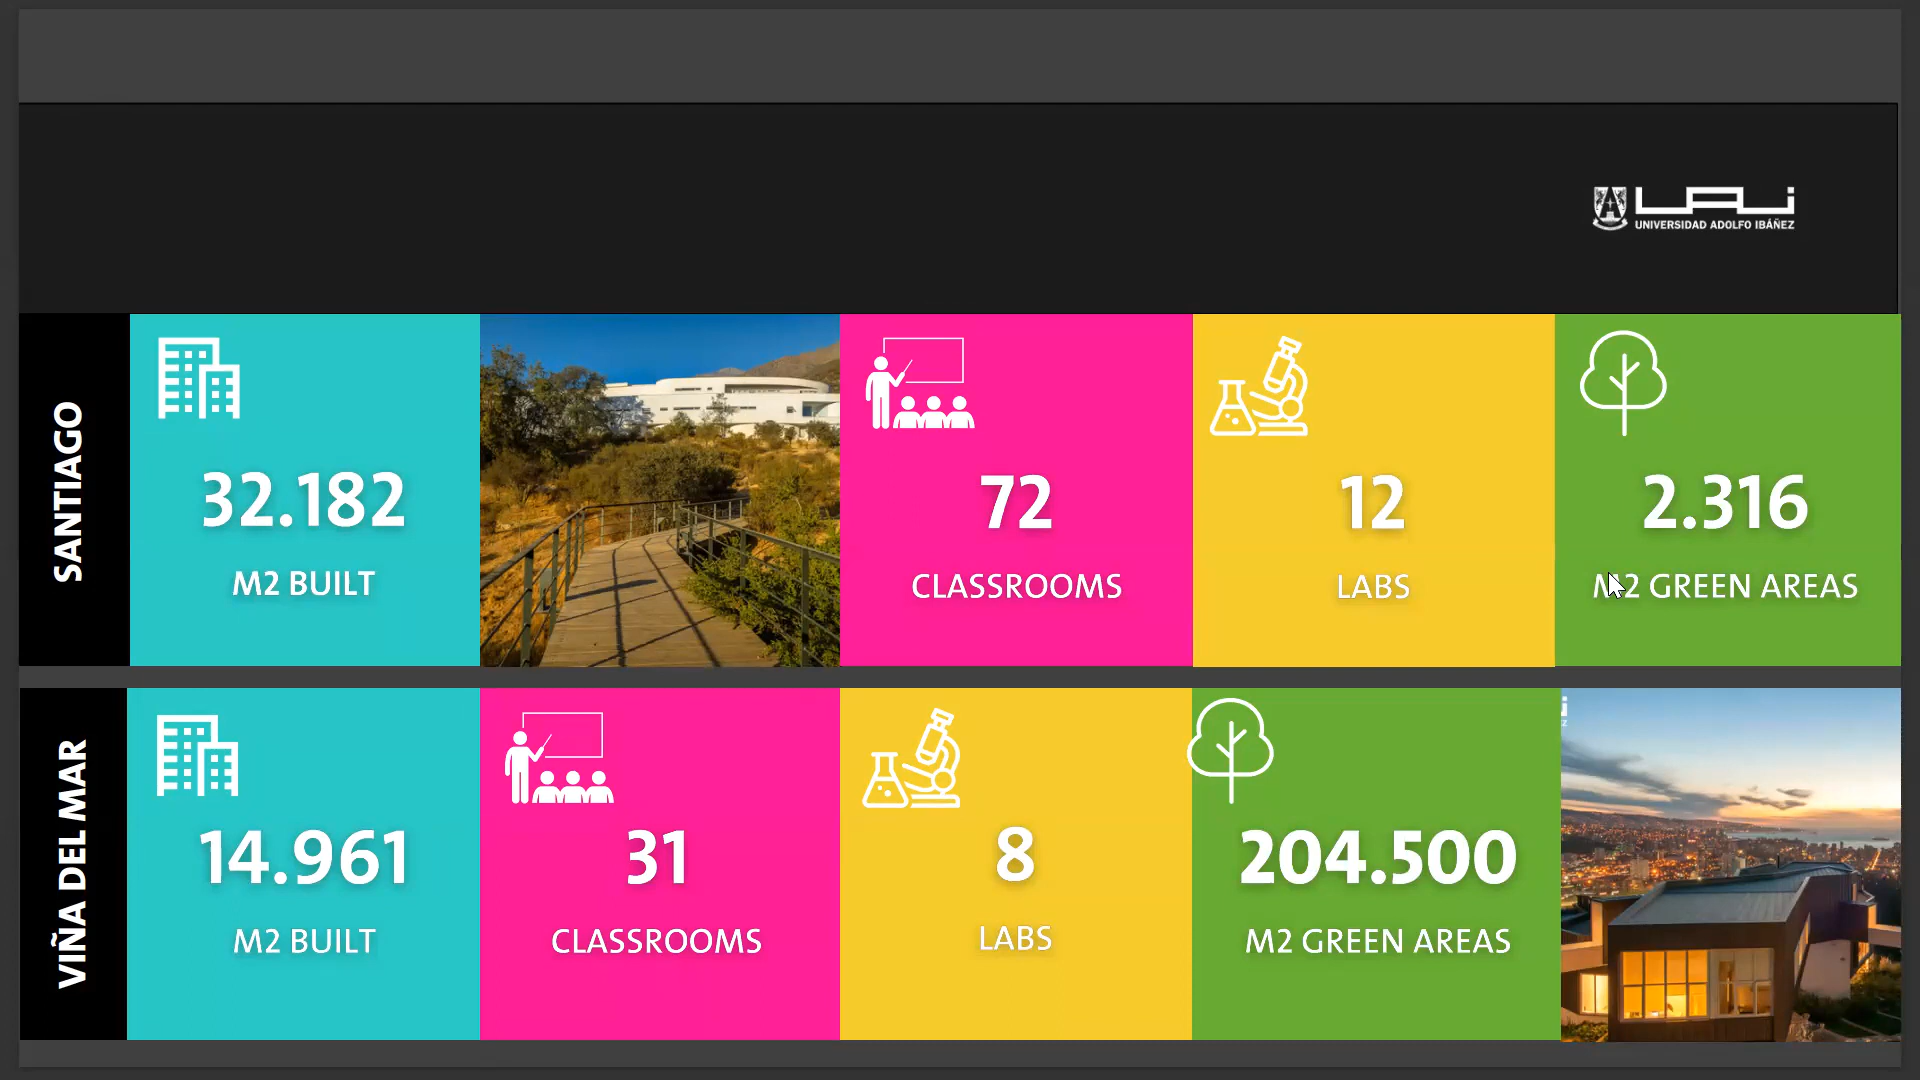 UNIVERSIDAD ADOLFO IBÁÑEZ
SANTIAGO
32.182
M2 BUILT
72
CLASSROOMS
12
LABS
2.316
M2 GREEN AREAS
VIÑA DEL MAR
14.961
M2 BUILT
31
CLASSROOMS
8
LABS
204.500
M2 GREEN AREAS